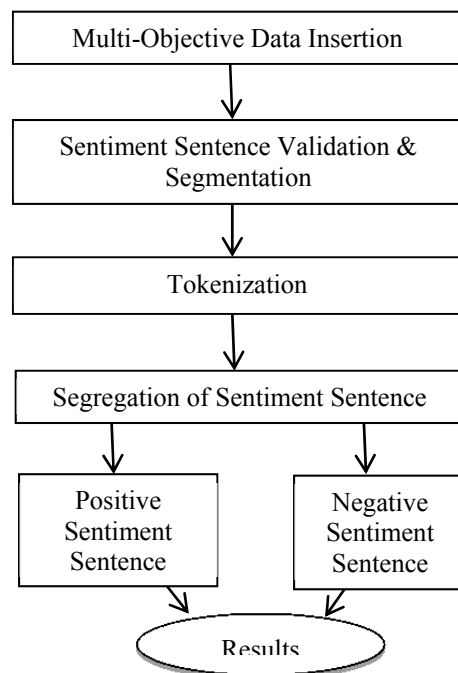 Multi-Objective Data Insertion
Sentiment Sentence Validation &
Segmentation
Tokenization
Segregation of Sentiment Sentence
Positive
Sentiment
Sentence
Negative
Sentiment
Sentence
Results